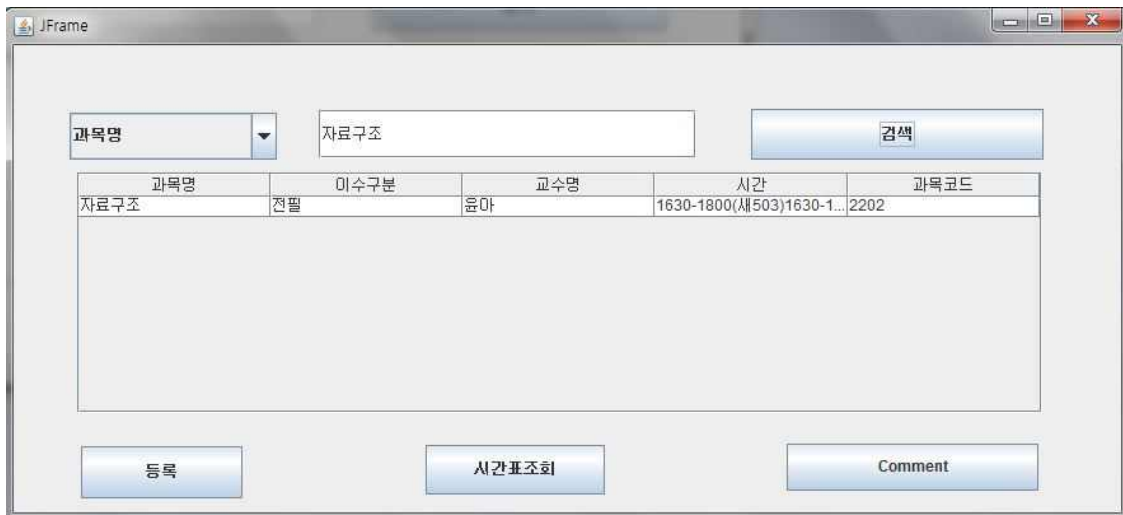 JFrame
과목명 자료구조 검색
과목명 이수구분 교수명 시간 과목코드
자료구조 전필 윤아 1630-1800(새503)1630-1... 2202
등록 시간표조회 Comment